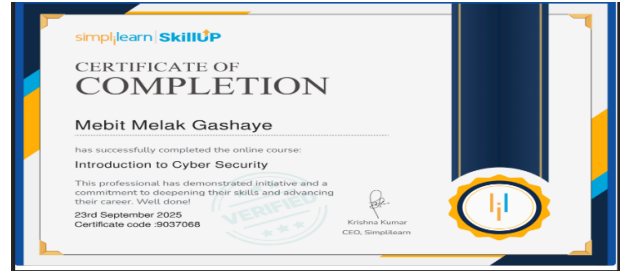 simplilearn | SkillUP
CERTIFICATE OF
COMPLETION
Mebit Melak Gashaye
has successfully completed the online course:
Introduction to Cyber Security
This professional has demonstrated initiative and a
commitment to deepening their skills and advancing
their career. Well done!
23rd September 2025
Certificate code :9037068
VERIFIED
Krishna Kumar
CEO, Simplilearn